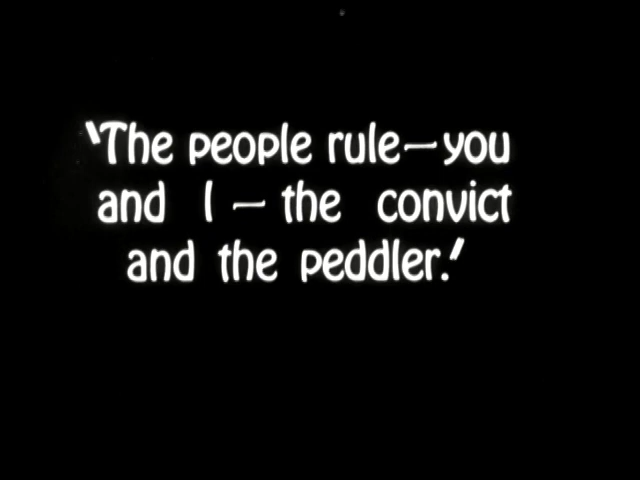 'The people rule—you
and I — the convict
and the peddler.'